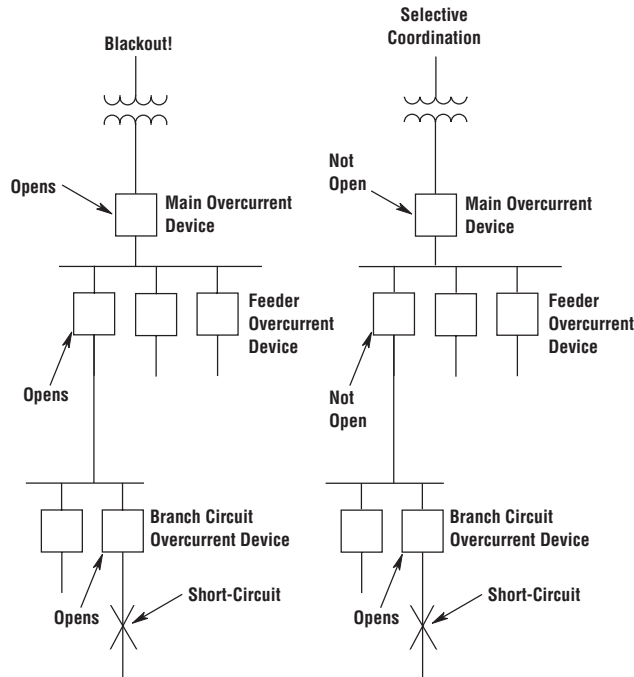 Blackout!
Opens
Main Overcurrent
Device
Feeder
Overcurrent
Device
Opens
Branch Circuit
Overcurrent Device
Opens
Short-Circuit
Selective
Coordination
Not
Open
Main Overcurrent
Device
Feeder
Overcurrent
Device
Not
Open
Branch Circuit
Overcurrent Device
Opens
Short-Circuit